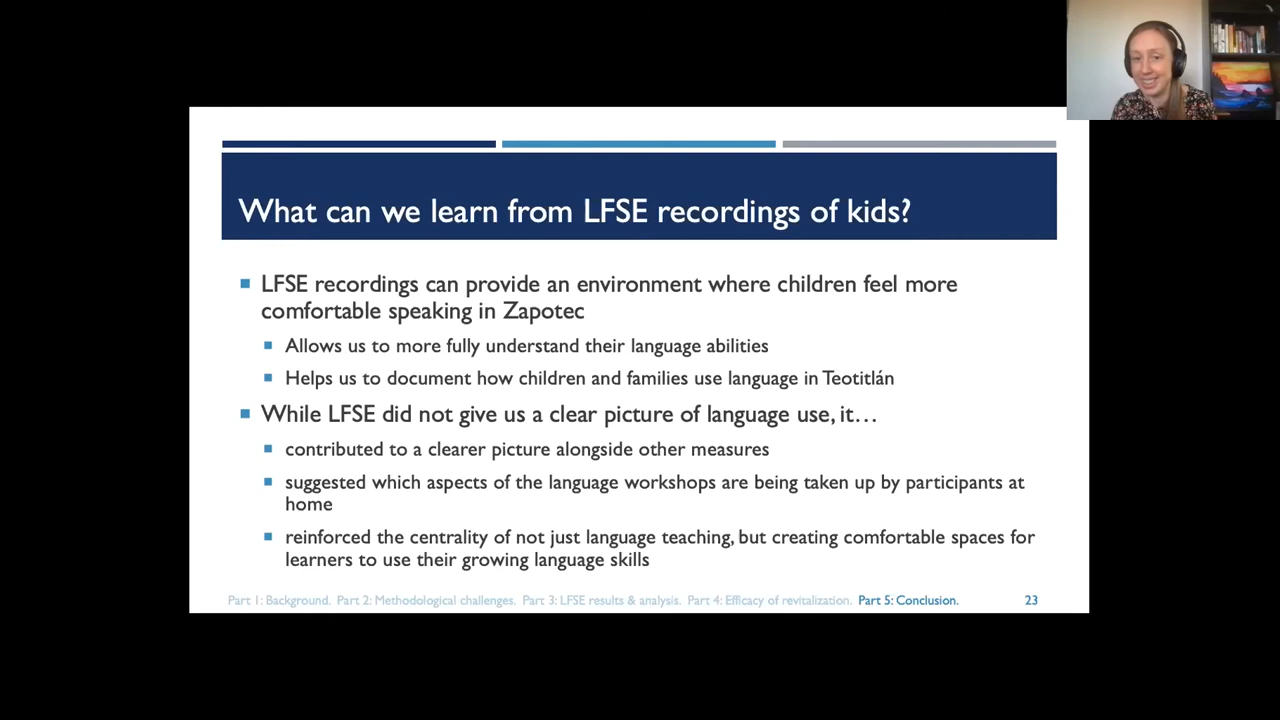 What can we learn from LFSE recordings of kids?
LFSE recordings can provide an environment where children feel more
comfortable speaking in Zapotec
Allows us to more fully understand their language abilities
Helps us to document how children and families use language in Teotitlán
While LFSE did not give us a clear picture of language use, it…
contributed to a clearer picture alongside other measures
suggested which aspects of the language workshops are being taken up by participants at
home
reinforced the centrality of not just language teaching, but creating comfortable spaces for
learners to use their growing language skills
Part 1: Background. Part 2: Methodological challenges. Part 3: LFSE results & analysis. Part 4: Efficacy of revitalization. Part 5: Conclusion. 23